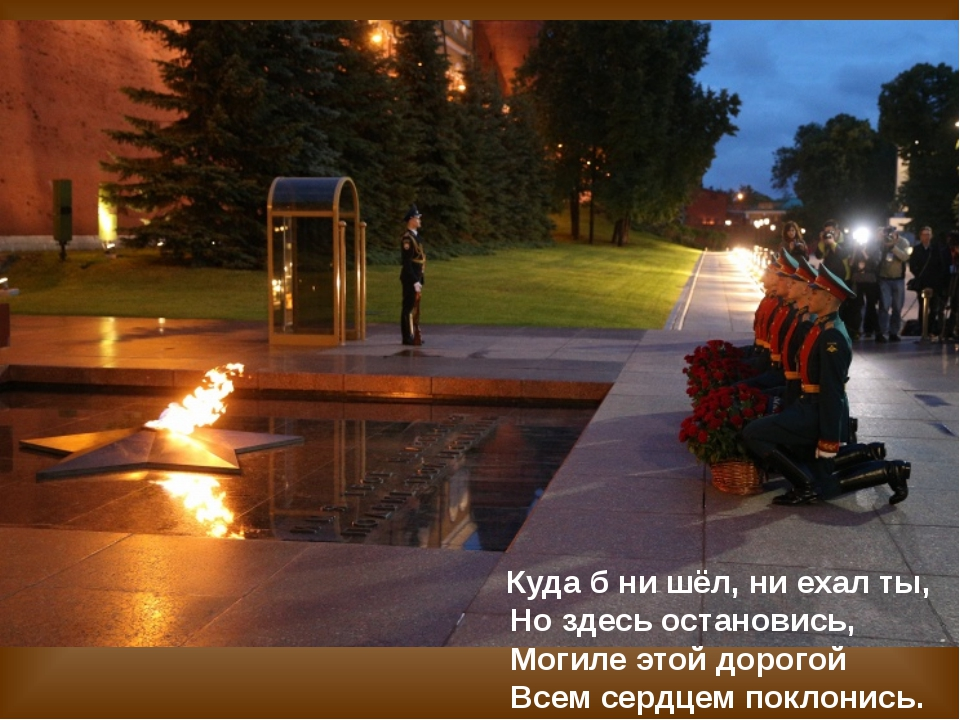 Куда б ни шёл, ни ехал ты,
Но здесь остановись,
Могиле этой дорогой
Всем сердцем поклонись.